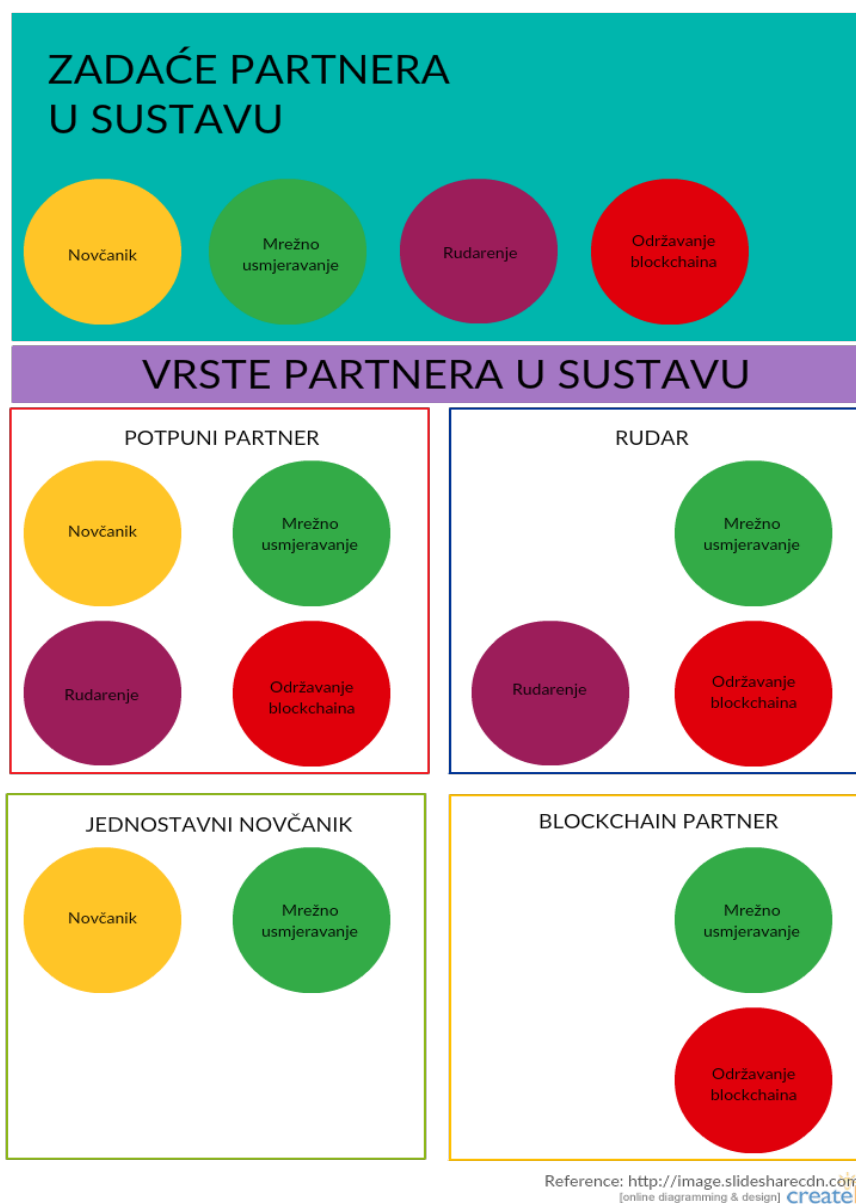 ZADAĆE PARTNERA
U SUSTAVU
Novčanik
Mrežno
usmjeravanje
Rudarenje
Održavanje
blockchaina
VRSTE PARTNERA U SUSTAVU
POTPUNI PARTNER
Novčanik
Mrežno
usmjeravanje
Rudarenje
Održavanje
blockchaina
RUDAR
Mrežno
usmjeravanje
Rudarenje
Održavanje
blockchaina
JEDNOSTAVNI NOVČANIK
Novčanik
Mrežno
usmjeravanje
BLOCKCHAIN PARTNER
Mrežno
usmjeravanje
Održavanje
blockchaina
Reference: http://image.slidesharecdn.com
[online diagramming & design] create